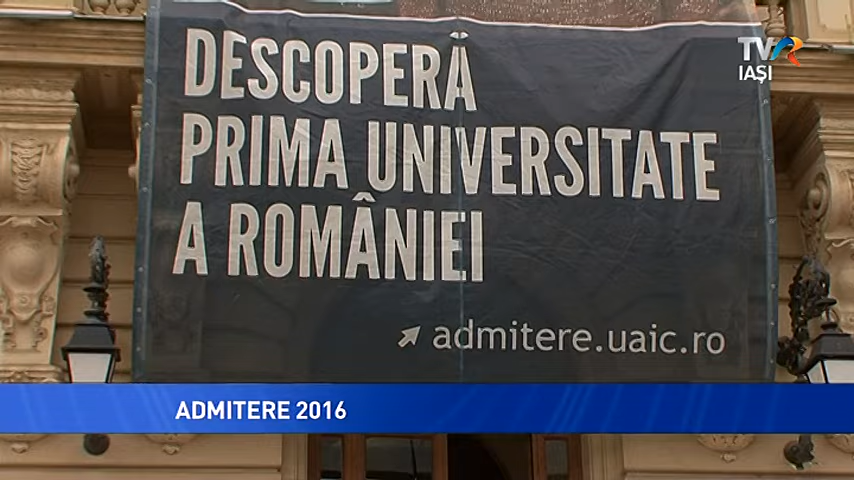 DESCOPERĂ
PRIMA UNIVERSITATE
A ROMÂNIEI
admitere.uaic.ro
TVR
IAȘI
ADMITERE 2016